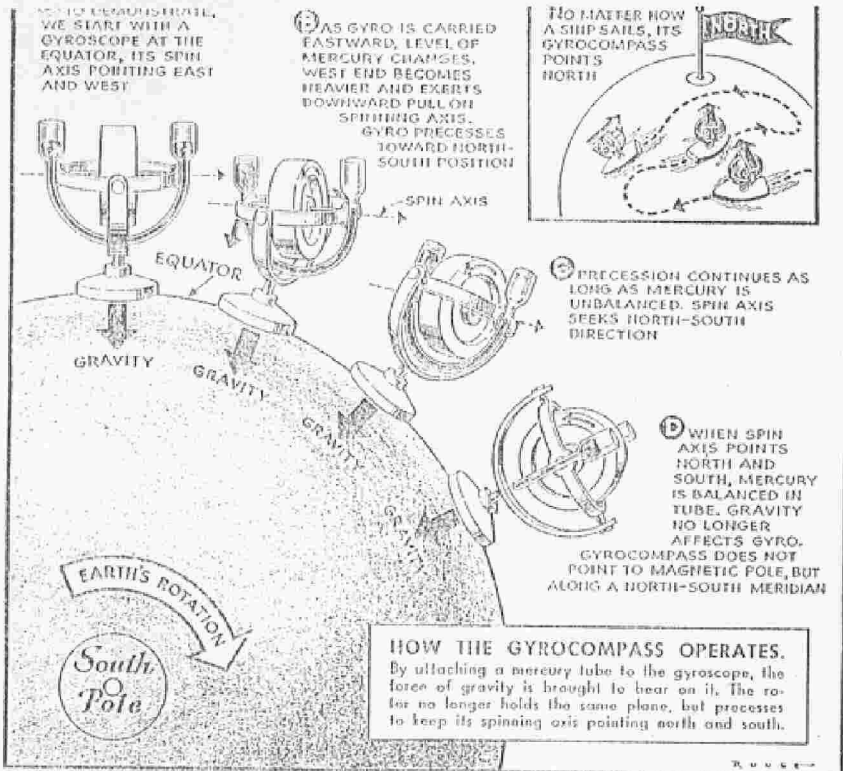 TO DEMONSTRATE,
WE START WITH A
GYROSCOPE AT THE
EQUATOR, ITS SPIN
AXIS POINTING EAST
AND WEST
B AS GYRO IS CARRIED
EASTWARD, LEVEL OF
MERCURY CHANGES.
WEST END BECOMES
HEAVIER AND EXERTS
DOWNWARD PULL ON
SPINNING AXIS.
GYRO PRECESSES
TOWARD NORTH-
SOUTH POSITION
NO MATTER HOW
A SHIP SAILS, ITS
GYROCOMPASS
POINTS
NORTH
NORTH
SPIN AXIS
EQUATOR
C PRECESSION CONTINUES AS
LONG AS MERCURY IS
UNBALANCED. SPIN AXIS
SEEKS NORTH-SOUTH
DIRECTION
GRAVITY
GRAVITY
GRAVITY
GRAVITY
D WHEN SPIN
AXIS POINTS
NORTH AND
SOUTH, MERCURY
IS BALANCED IN
TUBE. GRAVITY
NO LONGER
AFFECTS GYRO.
GYROCOMPASS DOES NOT
POINT TO MAGNETIC POLE, BUT
ALONG A NORTH-SOUTH MERIDIAN
EARTH'S ROTATION
South
Pole
HOW THE GYROCOMPASS OPERATES.
By attaching a mercury tube to the gyroscope, the
force of gravity is brought to bear on it. The ro-
tor no longer holds the same plane, but precesses
to keep its spinning axis pointing north and south.